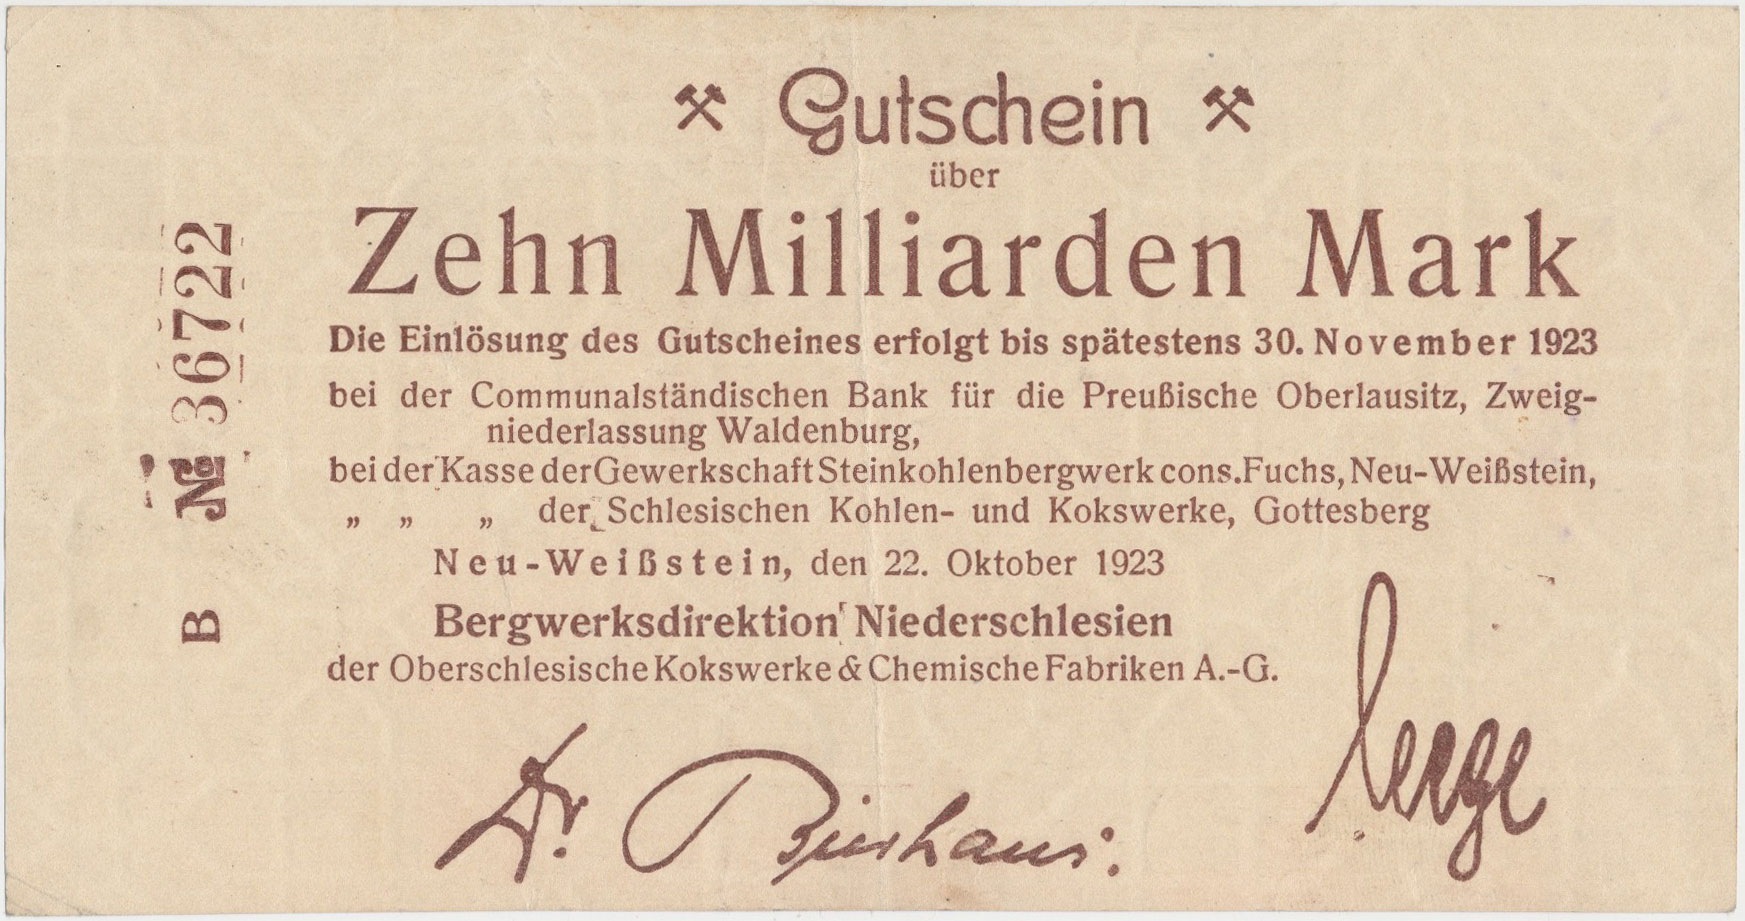 Gutschein
über
Zehn Milliarden Mark
Die Einlösung des Gutscheines erfolgt bis spätestens 30. November 1923
bei der Communalständischen Bank für die Preußische Oberlausitz, Zweig-
niederlassung Waldenburg,
bei der Kasse der Gewerkschaft Steinkohlenbergwerk cons. Fuchs, Neu-Weißstein,
„ „ „ der Schlesischen Kohlen- und Kokswerke, Gottesberg
Neu-Weißstein, den 22. Oktober 1923
Bergwerksdirektion Niederschlesien
der Oberschlesische Kokswerke & Chemische Fabriken A.-G.
Dr.
B № 36722